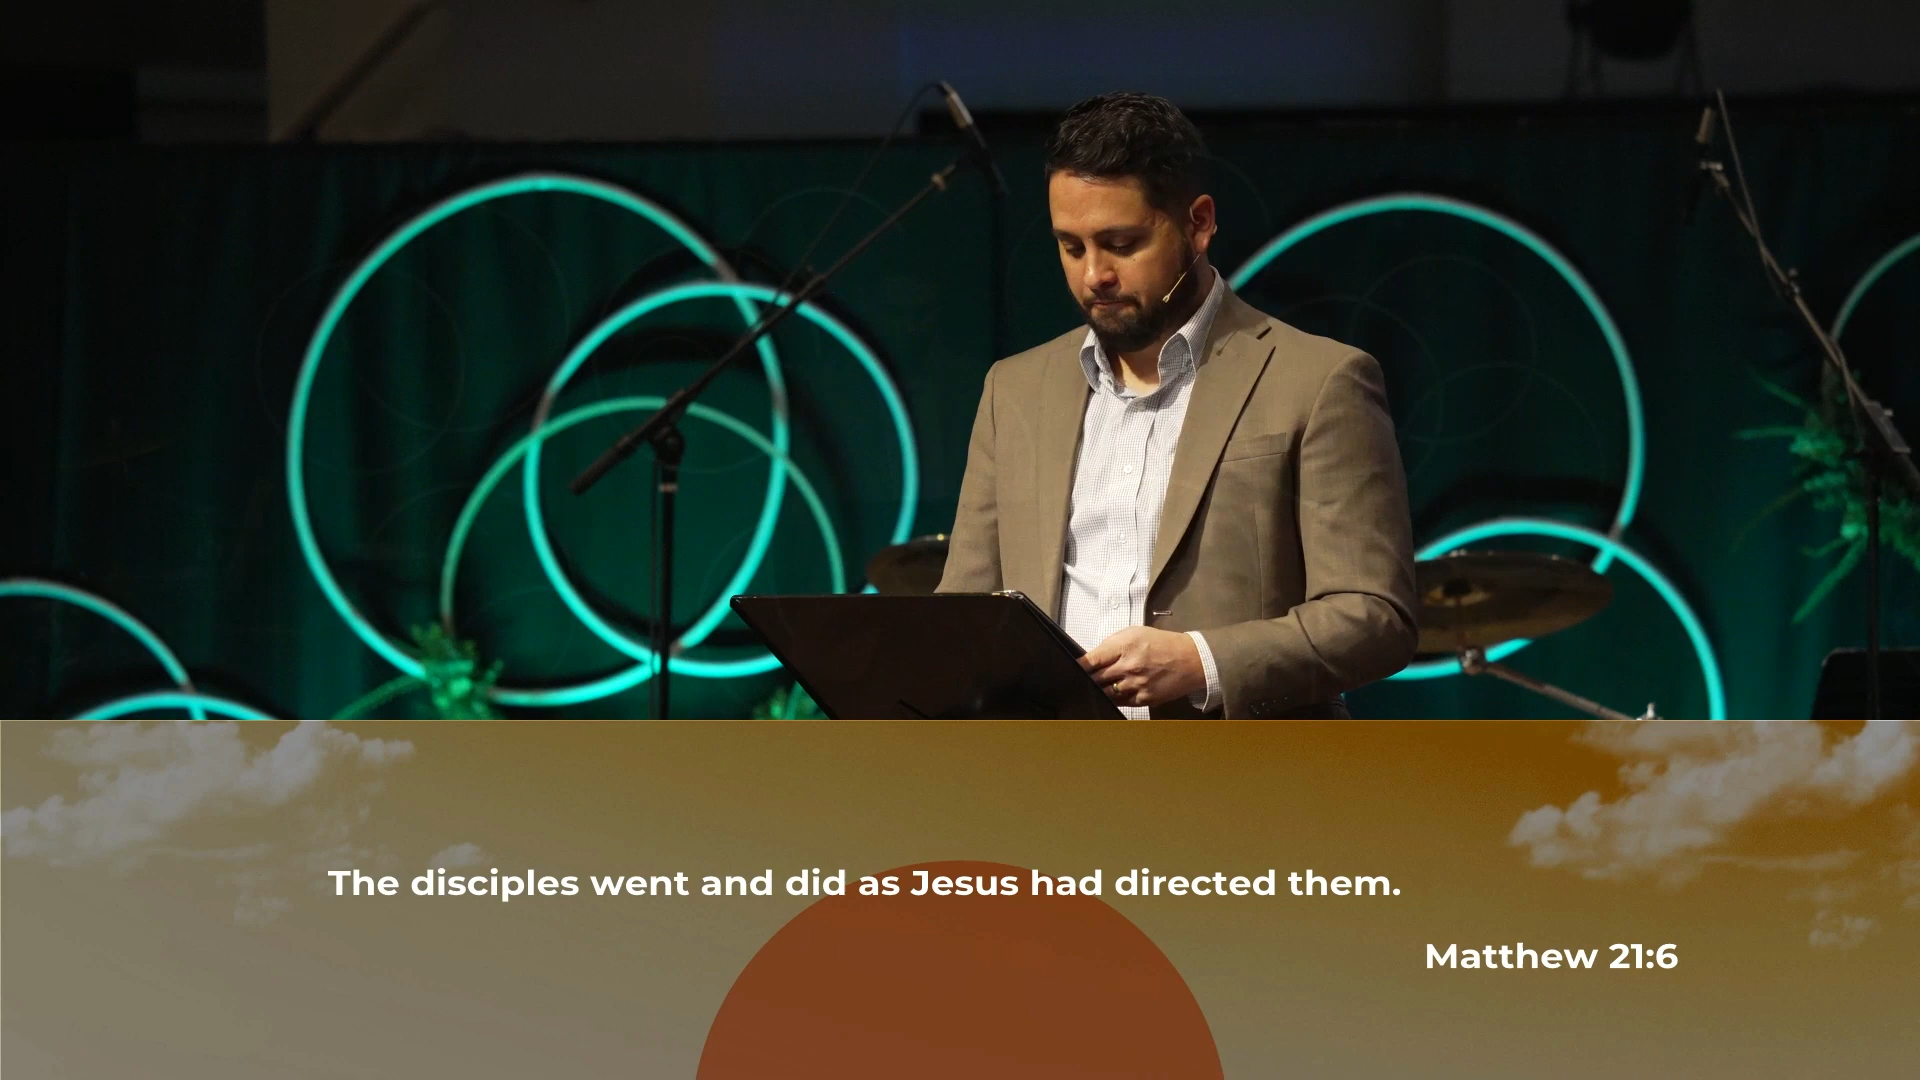 The disciples went and did as Jesus had directed them.
Matthew 21:6